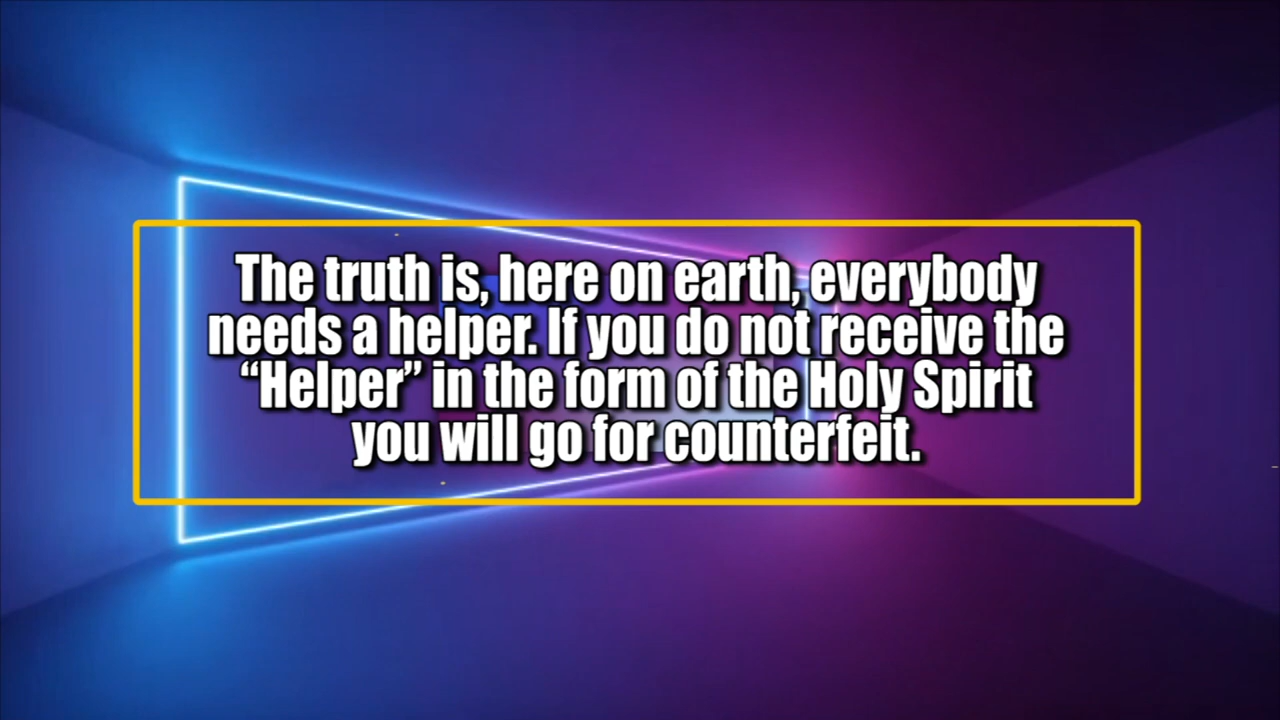 The truth is, here on earth, everybody
needs a helper. If you do not receive the
“Helper” in the form of the Holy Spirit
you will go for counterfeit.